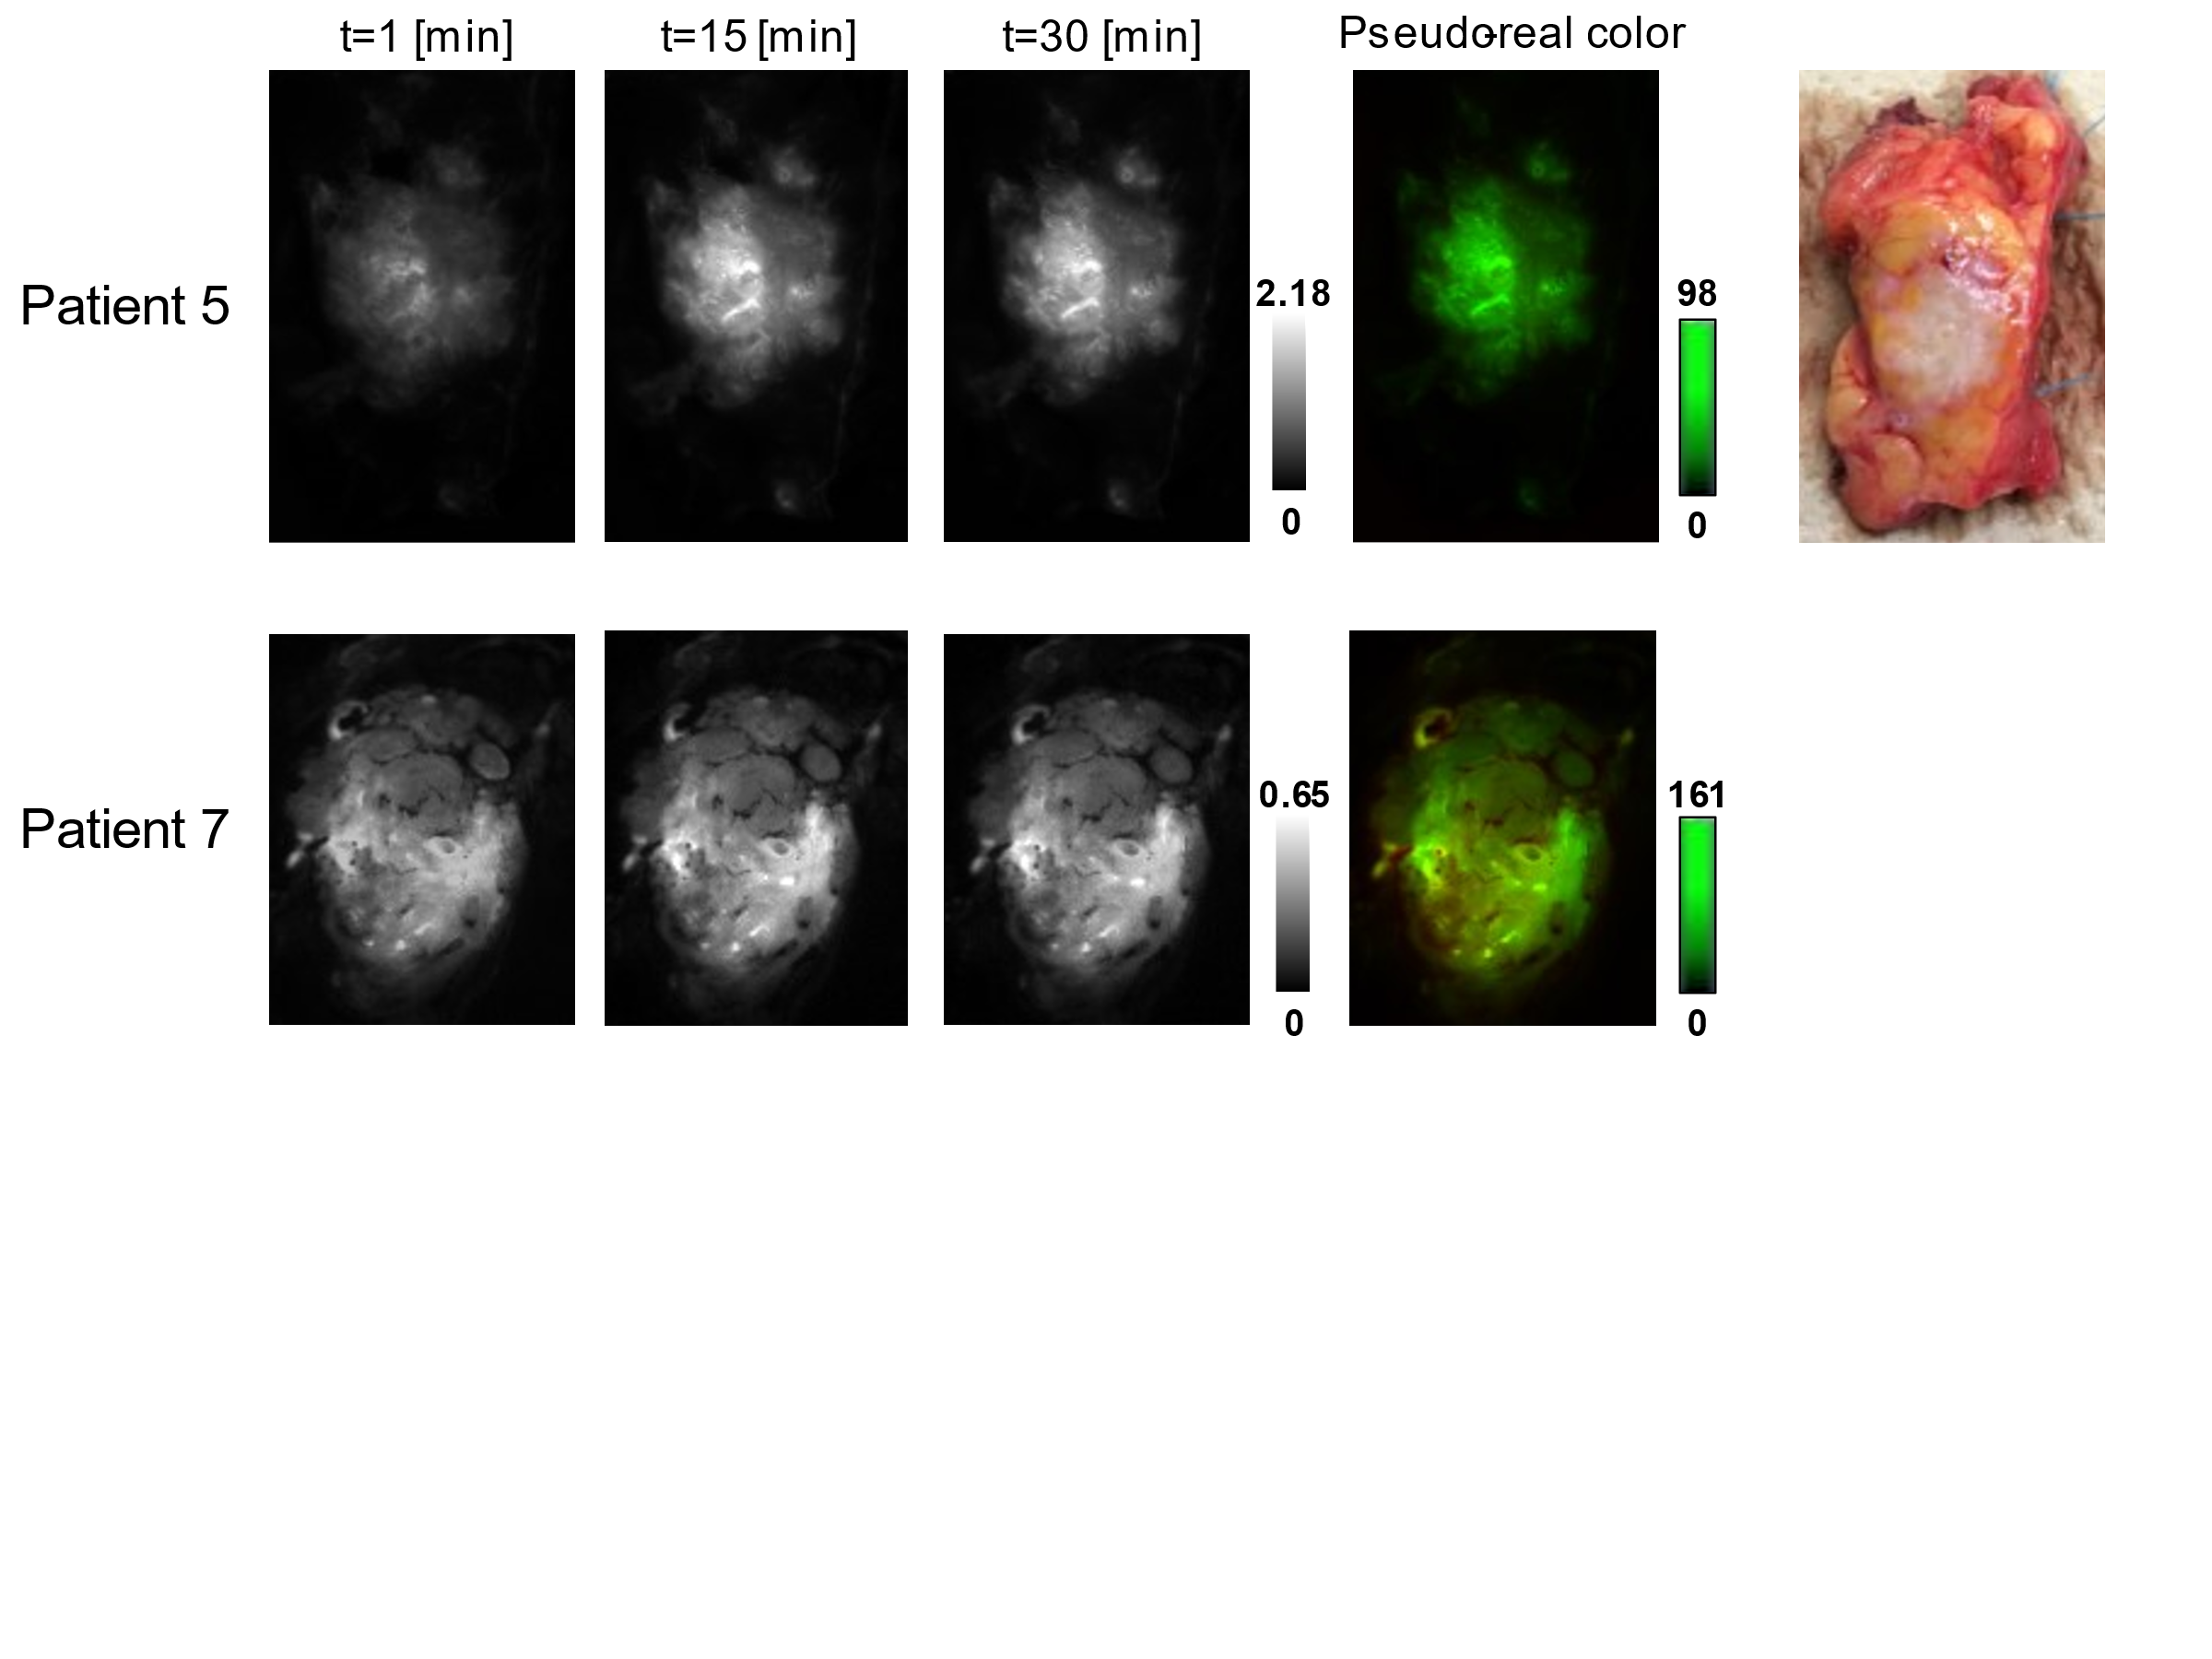 t=1 [min] t=15 [min] t=30 [min] Pseudo-real color
Patient 5
2.18
0
98
0
Patient 7
0.65
0
161
0